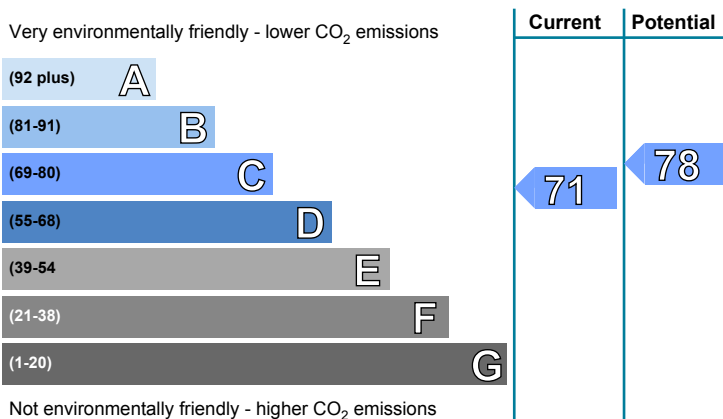 Very environmentally friendly - lower CO2 emissions
Current
Potential
(92 plus) A
(81-91) B
(69-80) C
(55-68) D
(39-54 E
(21-38) F
(1-20) G
71
78
Not environmentally friendly - higher CO2 emissions